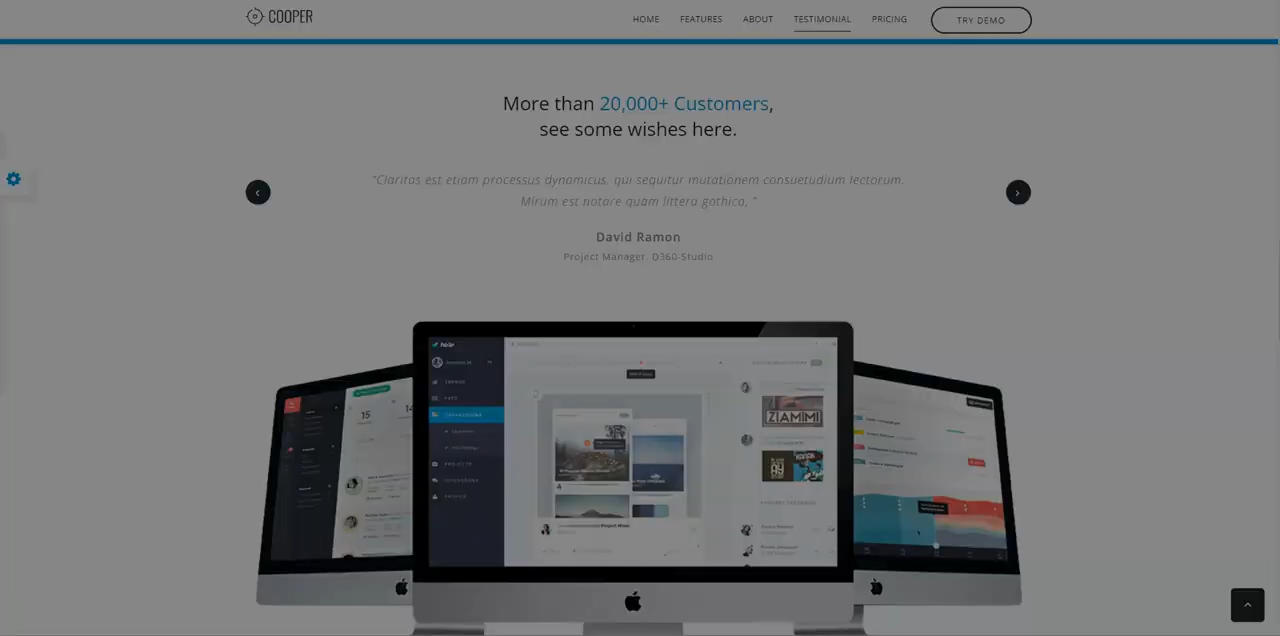 COOPER
HOME FEATURES ABOUT TESTIMONIAL PRICING TRY DEMO
More than 20,000+ Customers,
see some wishes here.
"Claritas est etiam processus dynamicus, qui sequitur mutationem consuetudium lectorum.
Mirum est notare quam littera gothica, "
David Ramon
Project Manager, D360-Studio
15
ZIAMIMI